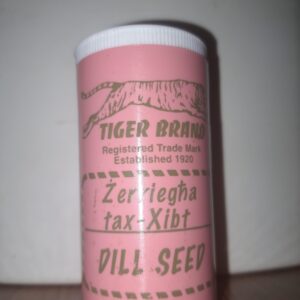 TIGER BRAND
Registered Trade Mark
Established 1920
Żerriegħa
tax-Xibt
DILL SEED